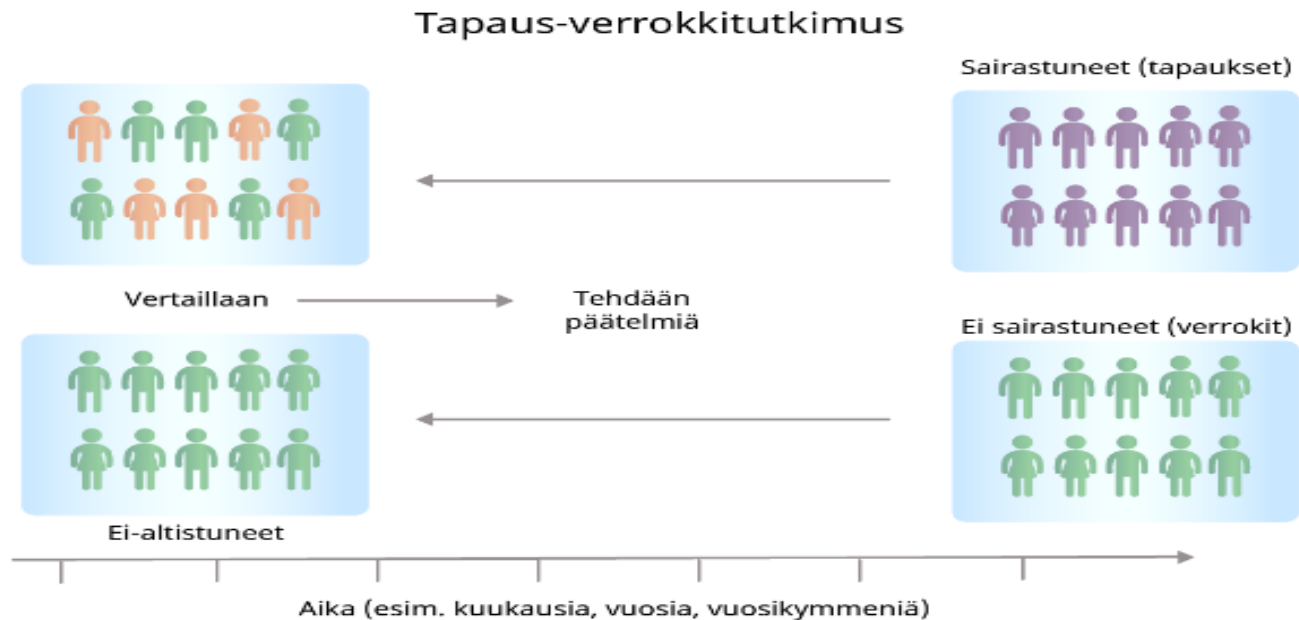 Tapaus-verrokkitutkimus
Sairastuneet (tapaukset)
Vertaillaan
Tehdään
päätelmiä
Ei sairastuneet (verrokit)
Ei-altistuneet
Aika (esim. kuukausia, vuosia, vuosikymmeniä)